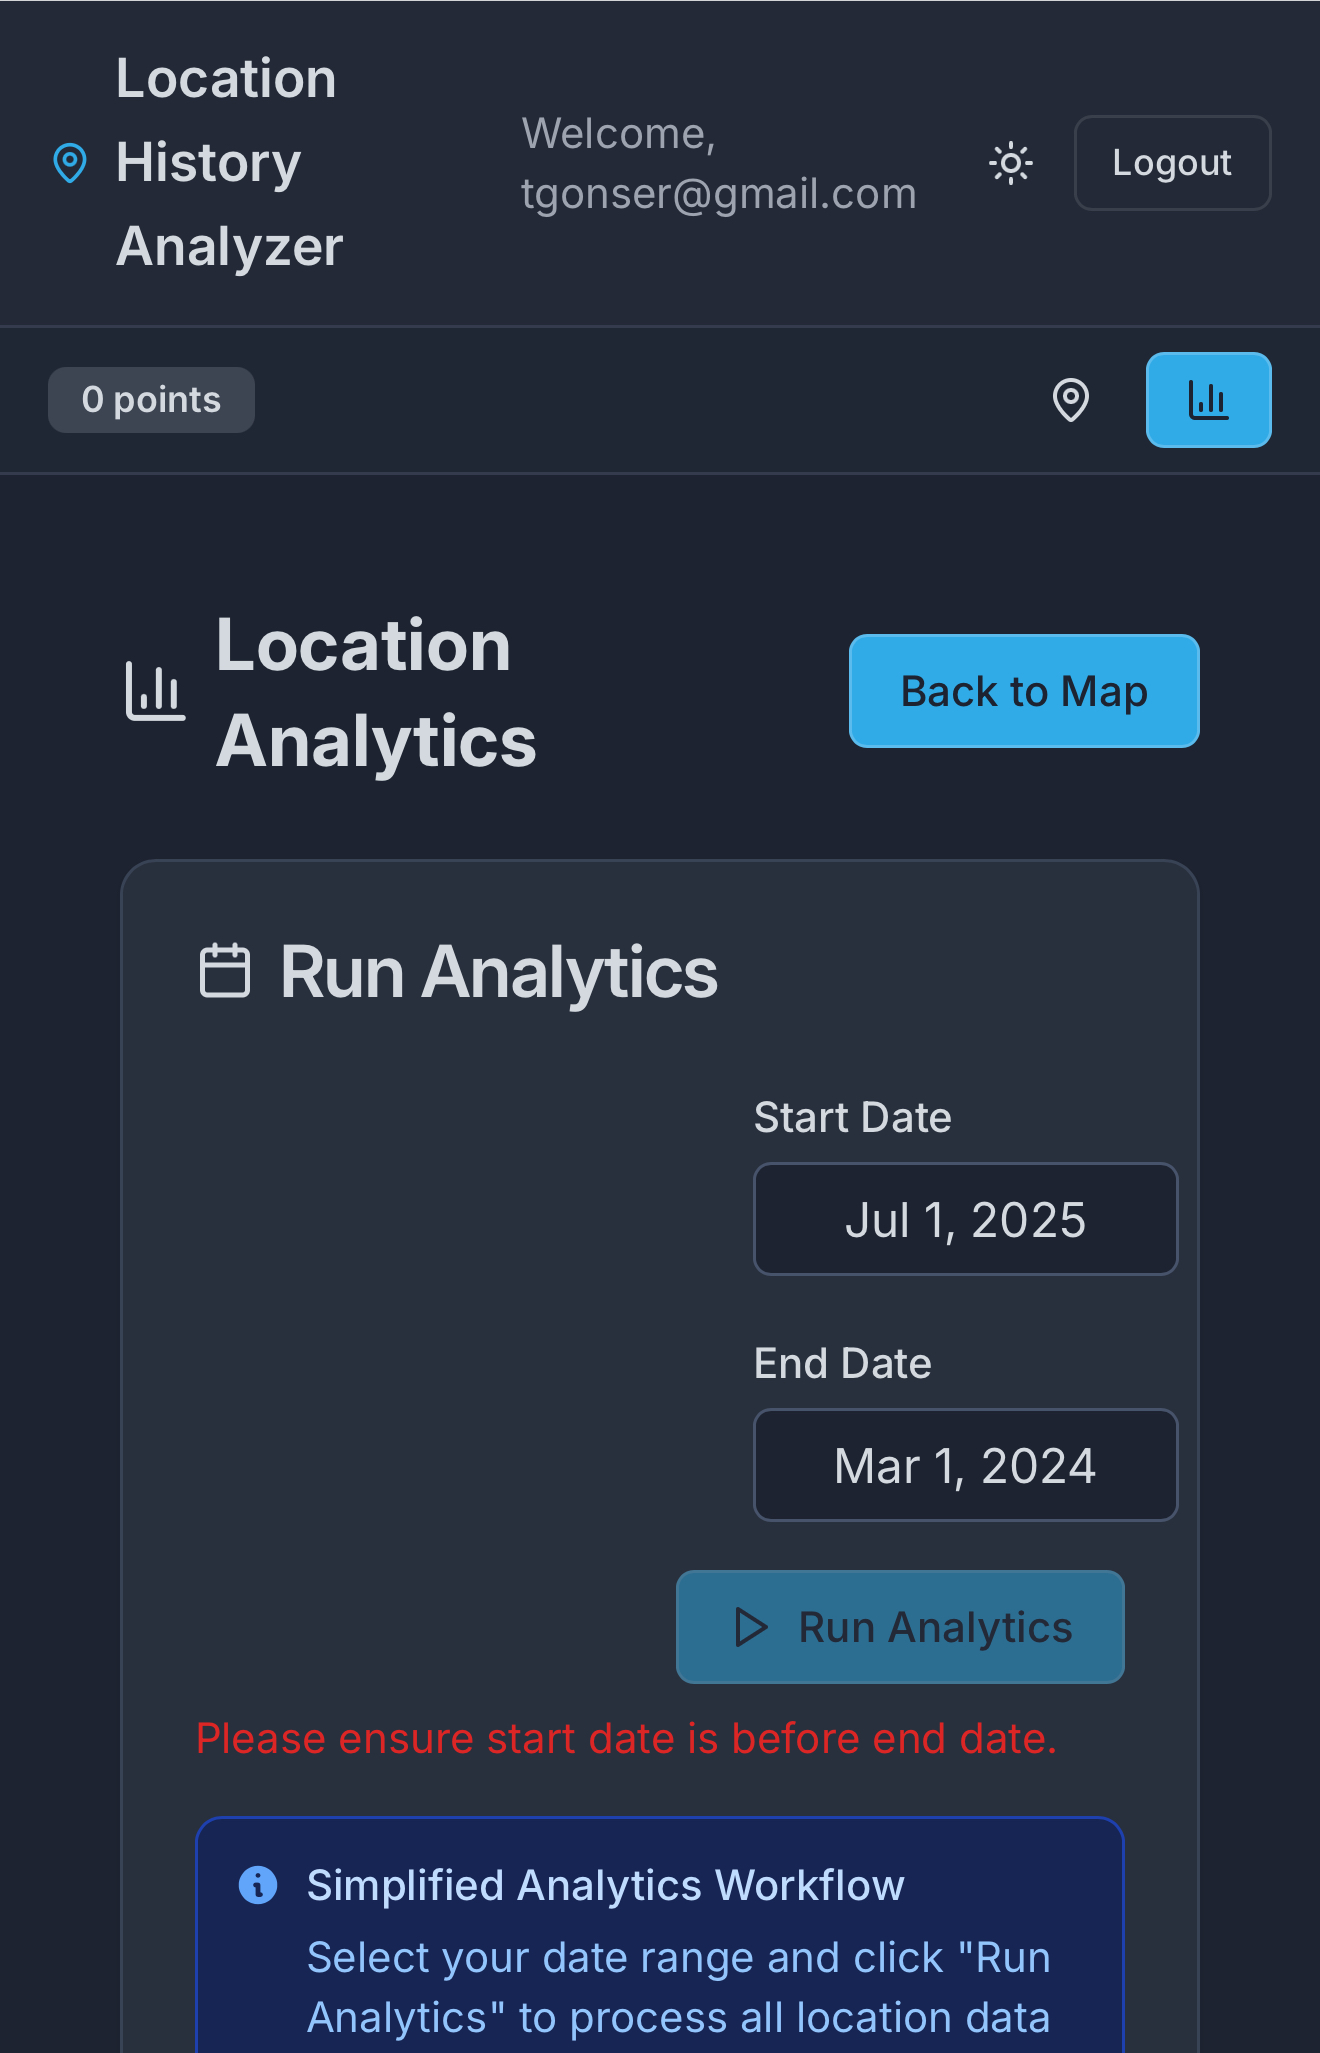 Location
History
Analyzer
Welcome,
tgonser@gmail.com
Logout
0 points
Location
Analytics
Back to Map
Run Analytics
Start Date
Jul 1, 2025
End Date
Mar 1, 2024
Run Analytics
Please ensure start date is before end date.
Simplified Analytics Workflow
Select your date range and click "Run
Analytics" to process all location data